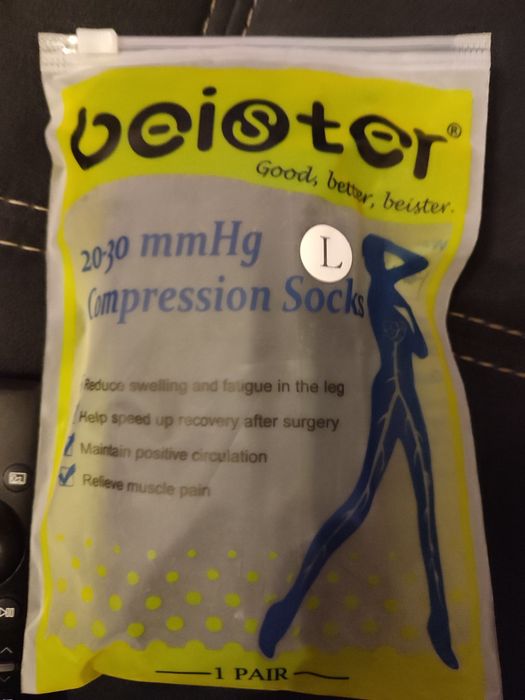 beister®
Good, better, beister.
20-30 mmHg
L
Compression Socks
Reduce swelling and fatigue in the leg
Help speed up recovery after surgery
Maintain positive circulation
Relieve muscle pain
1 PAIR